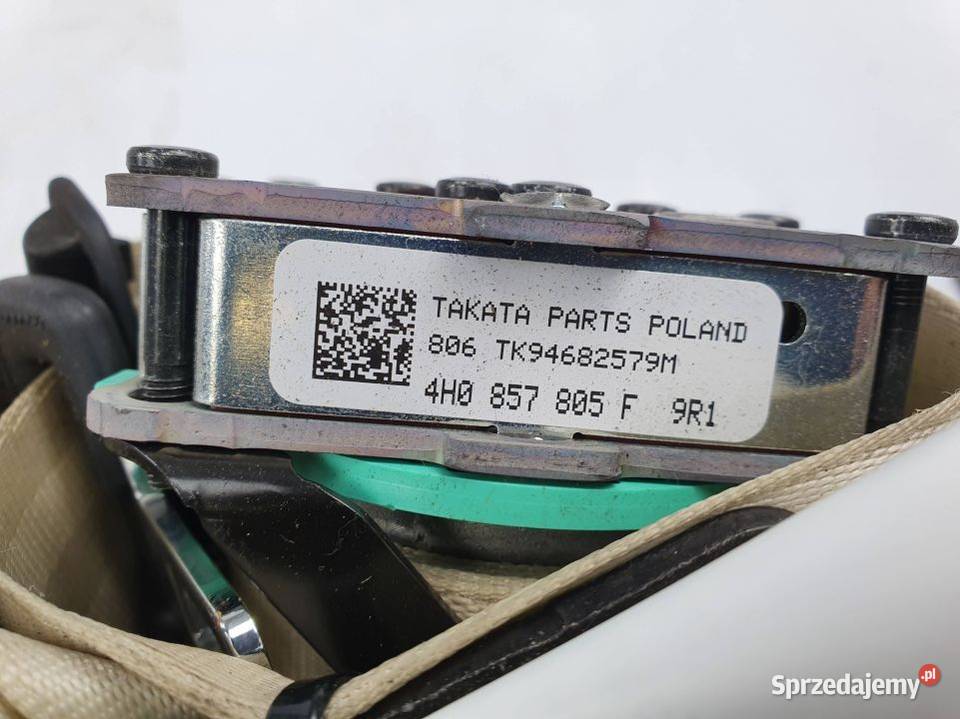 TAKATA PARTS POLAND
806 TK94682579M
4H0 857 805 F 9R1
Sprzedajemy.pl